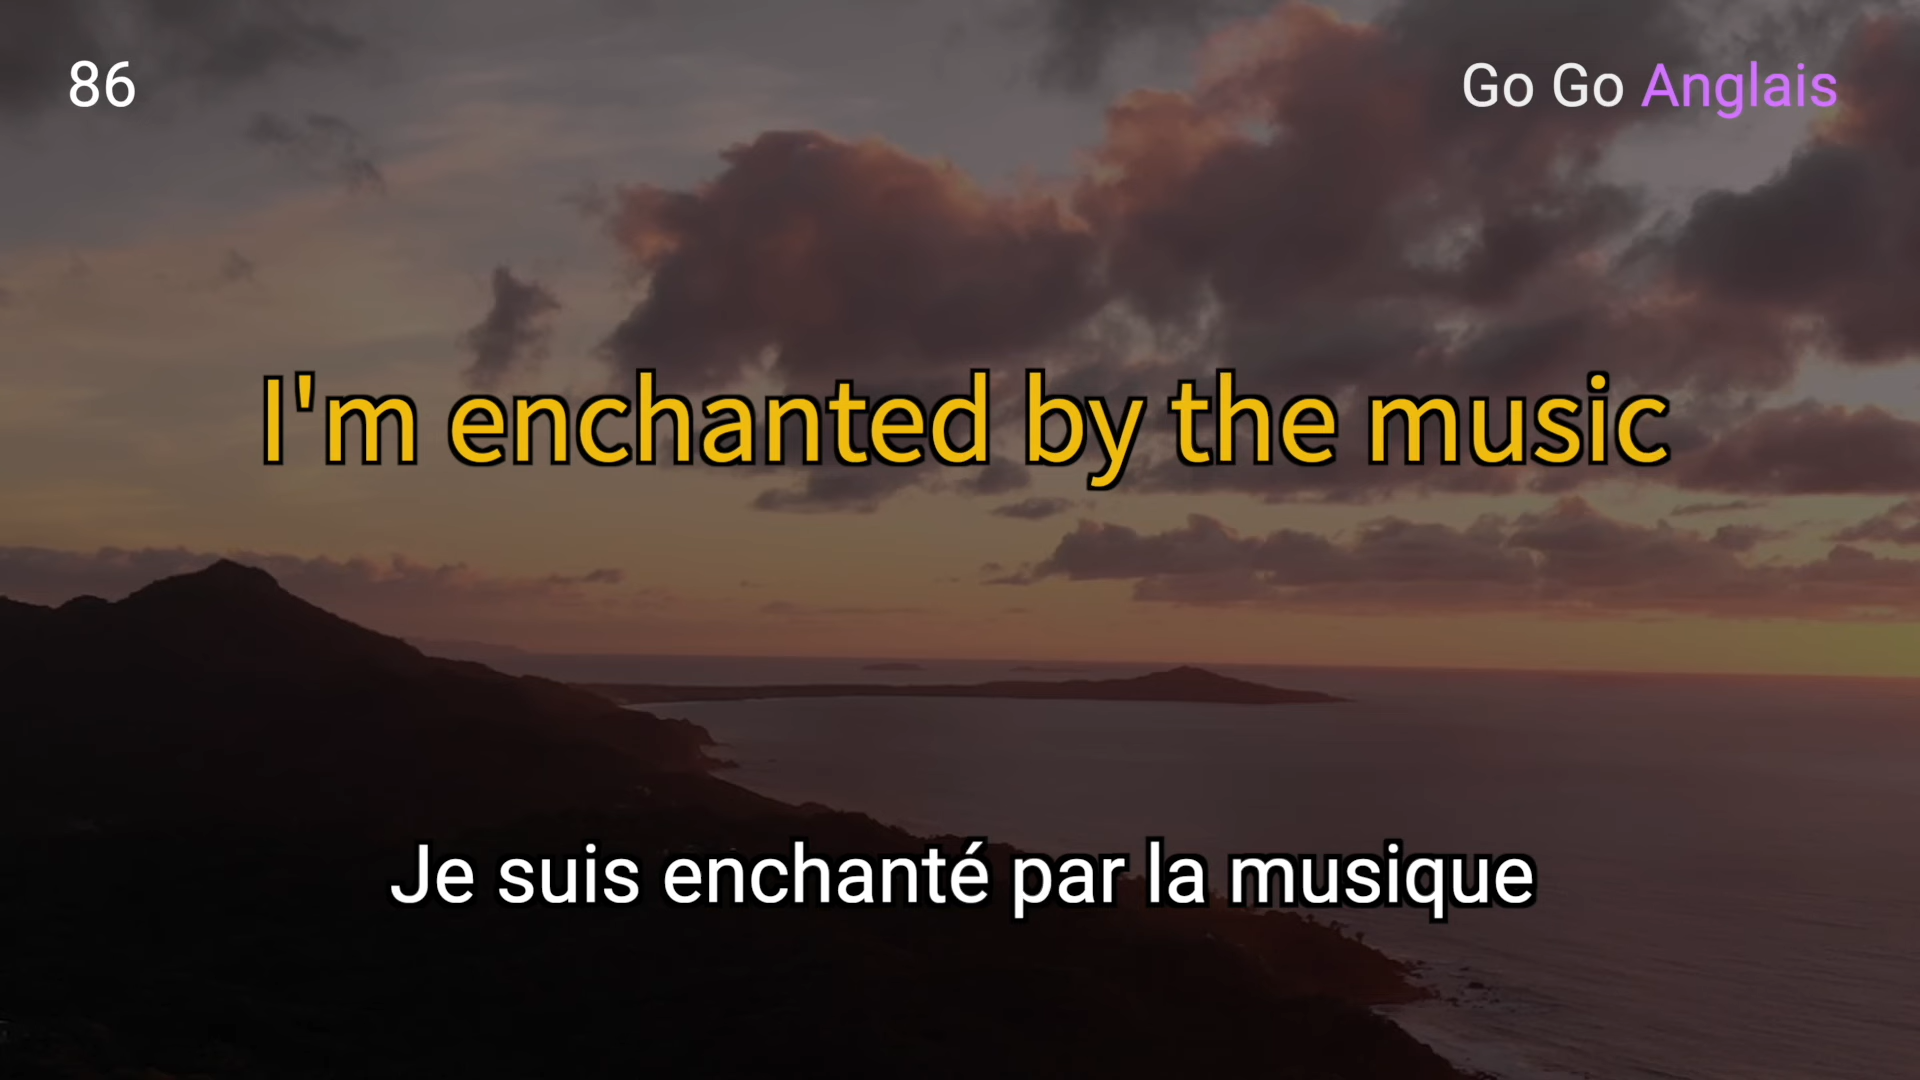 86
Go Go Anglais
I'm enchanted by the music
Je suis enchanté par la musique